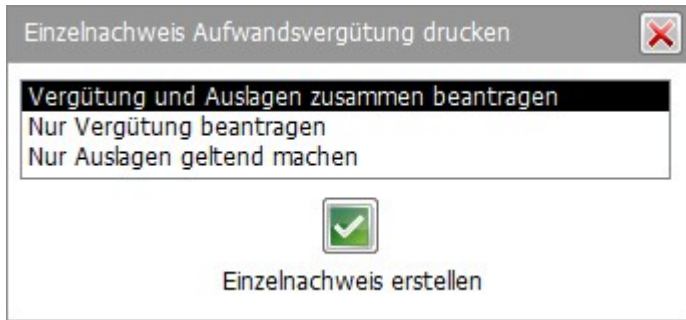 Einzelnachweis Aufwandsvergütung drucken
Vergütung und Auslagen zusammen beantragen
Nur Vergütung beantragen
Nur Auslagen geltend machen
Einzelnachweis erstellen